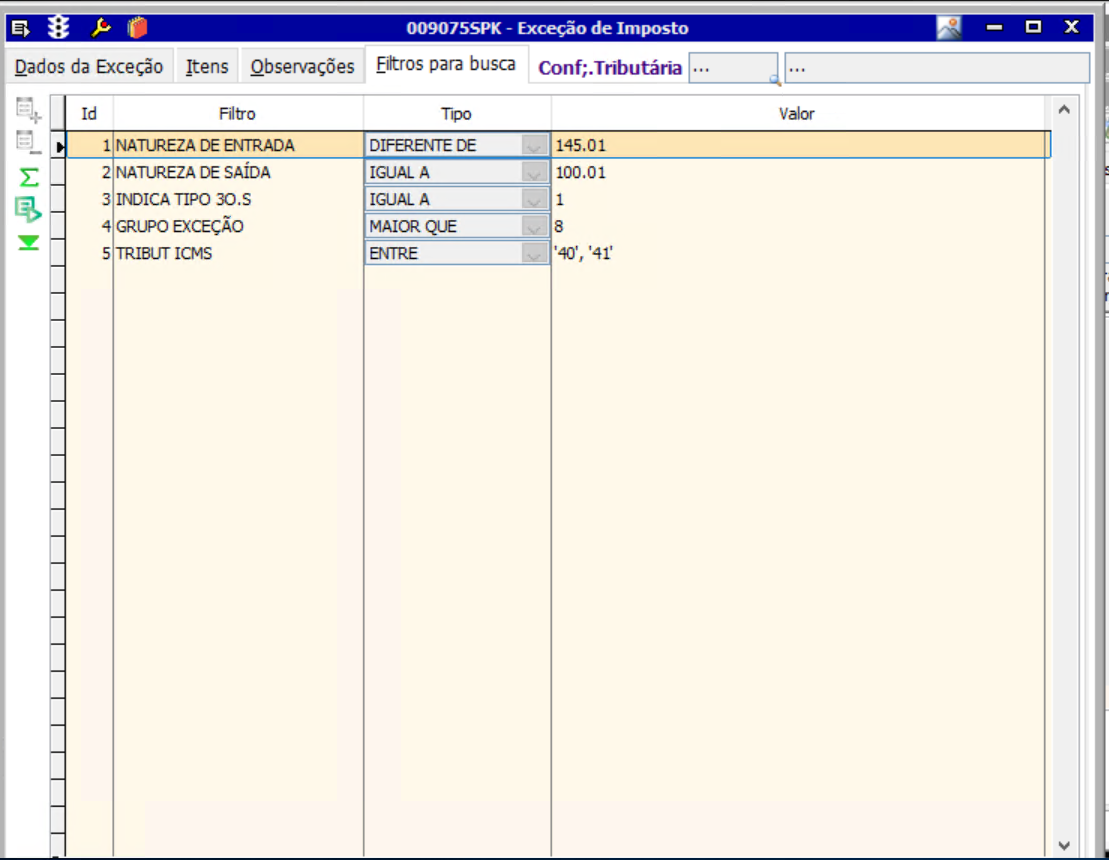 009075SPK - Exceção de Imposto
Dados da Exceção Itens Observações Filtros para busca Conf;.Tributária ... ...
Id Filtro Tipo Valor
1 NATUREZA DE ENTRADA DIFERENTE DE 145.01
2 NATUREZA DE SAÍDA IGUAL A 100.01
3 INDICA TIPO 3O.S IGUAL A 1
4 GRUPO EXCEÇÃO MAIOR QUE 8
5 TRIBUT ICMS ENTRE '40', '41'